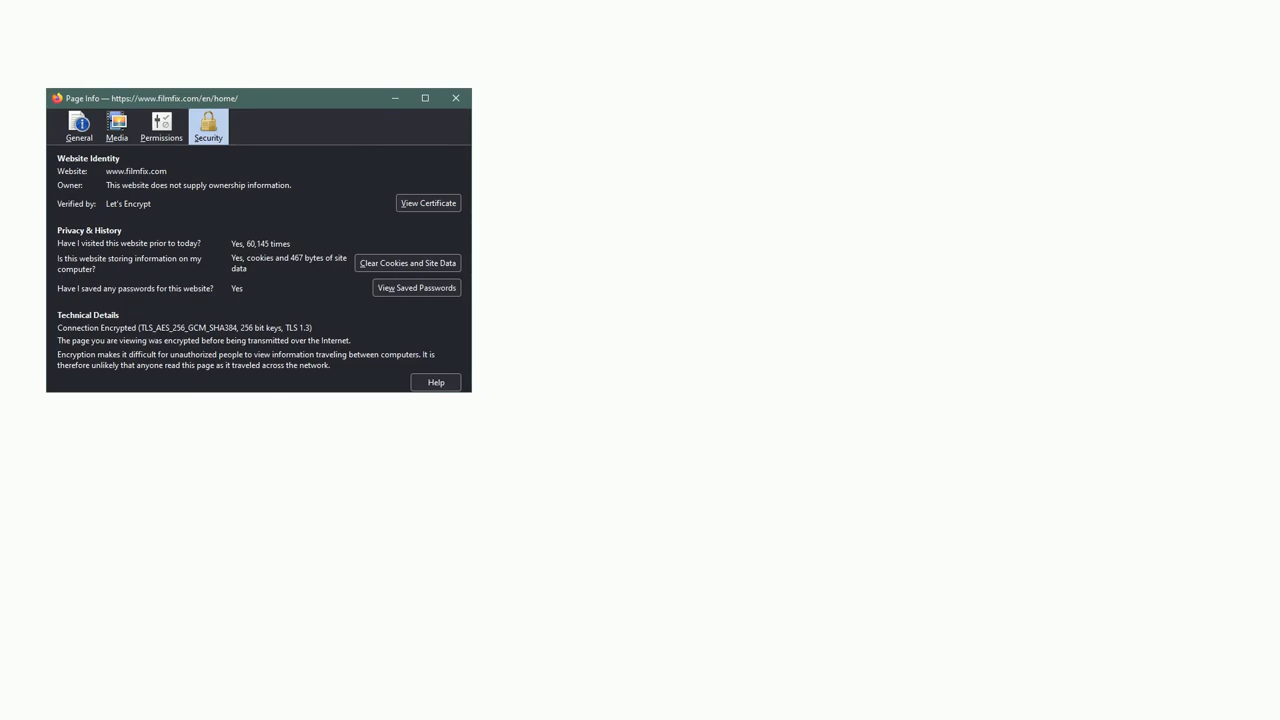 Page Info — https://www.filmfix.com/en/home/
General Media Permissions Security
Website Identity
Website: www.filmfix.com
Owner: This website does not supply ownership information.
Verified by: Let's Encrypt View Certificate
Privacy & History
Have I visited this website prior to today? Yes, 60,145 times
Is this website storing information on my computer? Yes, cookies and 467 bytes of site data Clear Cookies and Site Data
Have I saved any passwords for this website? Yes View Saved Passwords
Technical Details
Connection Encrypted (TLS_AES_256_GCM_SHA384, 256 bit keys, TLS 1.3)
The page you are viewing was encrypted before being transmitted over the Internet.
Encryption makes it difficult for unauthorized people to view information traveling between computers. It is
therefore unlikely that anyone read this page as it traveled across the network.
Help